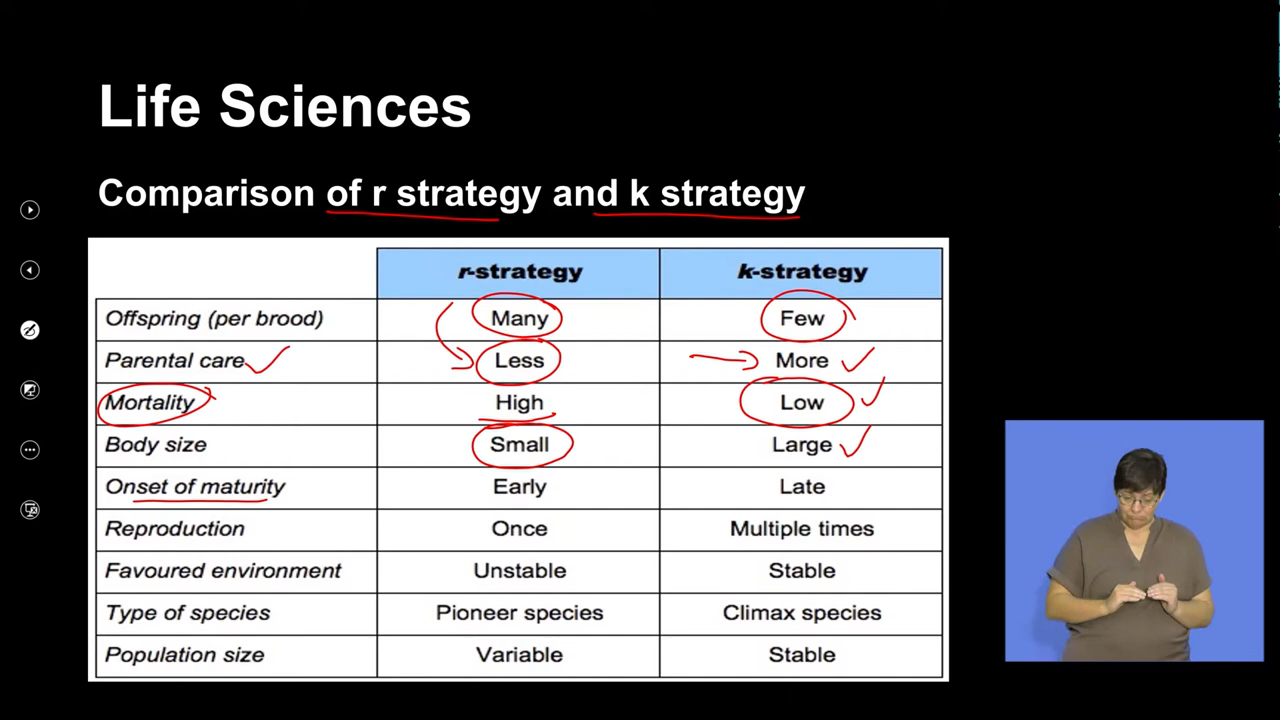 Life Sciences
Comparison of r strategy and k strategy
r-strategy k-strategy
Offspring (per brood) Many Few
Parental care Less More
Mortality High Low
Body size Small Large
Onset of maturity Early Late
Reproduction Once Multiple times
Favoured environment Unstable Stable
Type of species Pioneer species Climax species
Population size Variable Stable